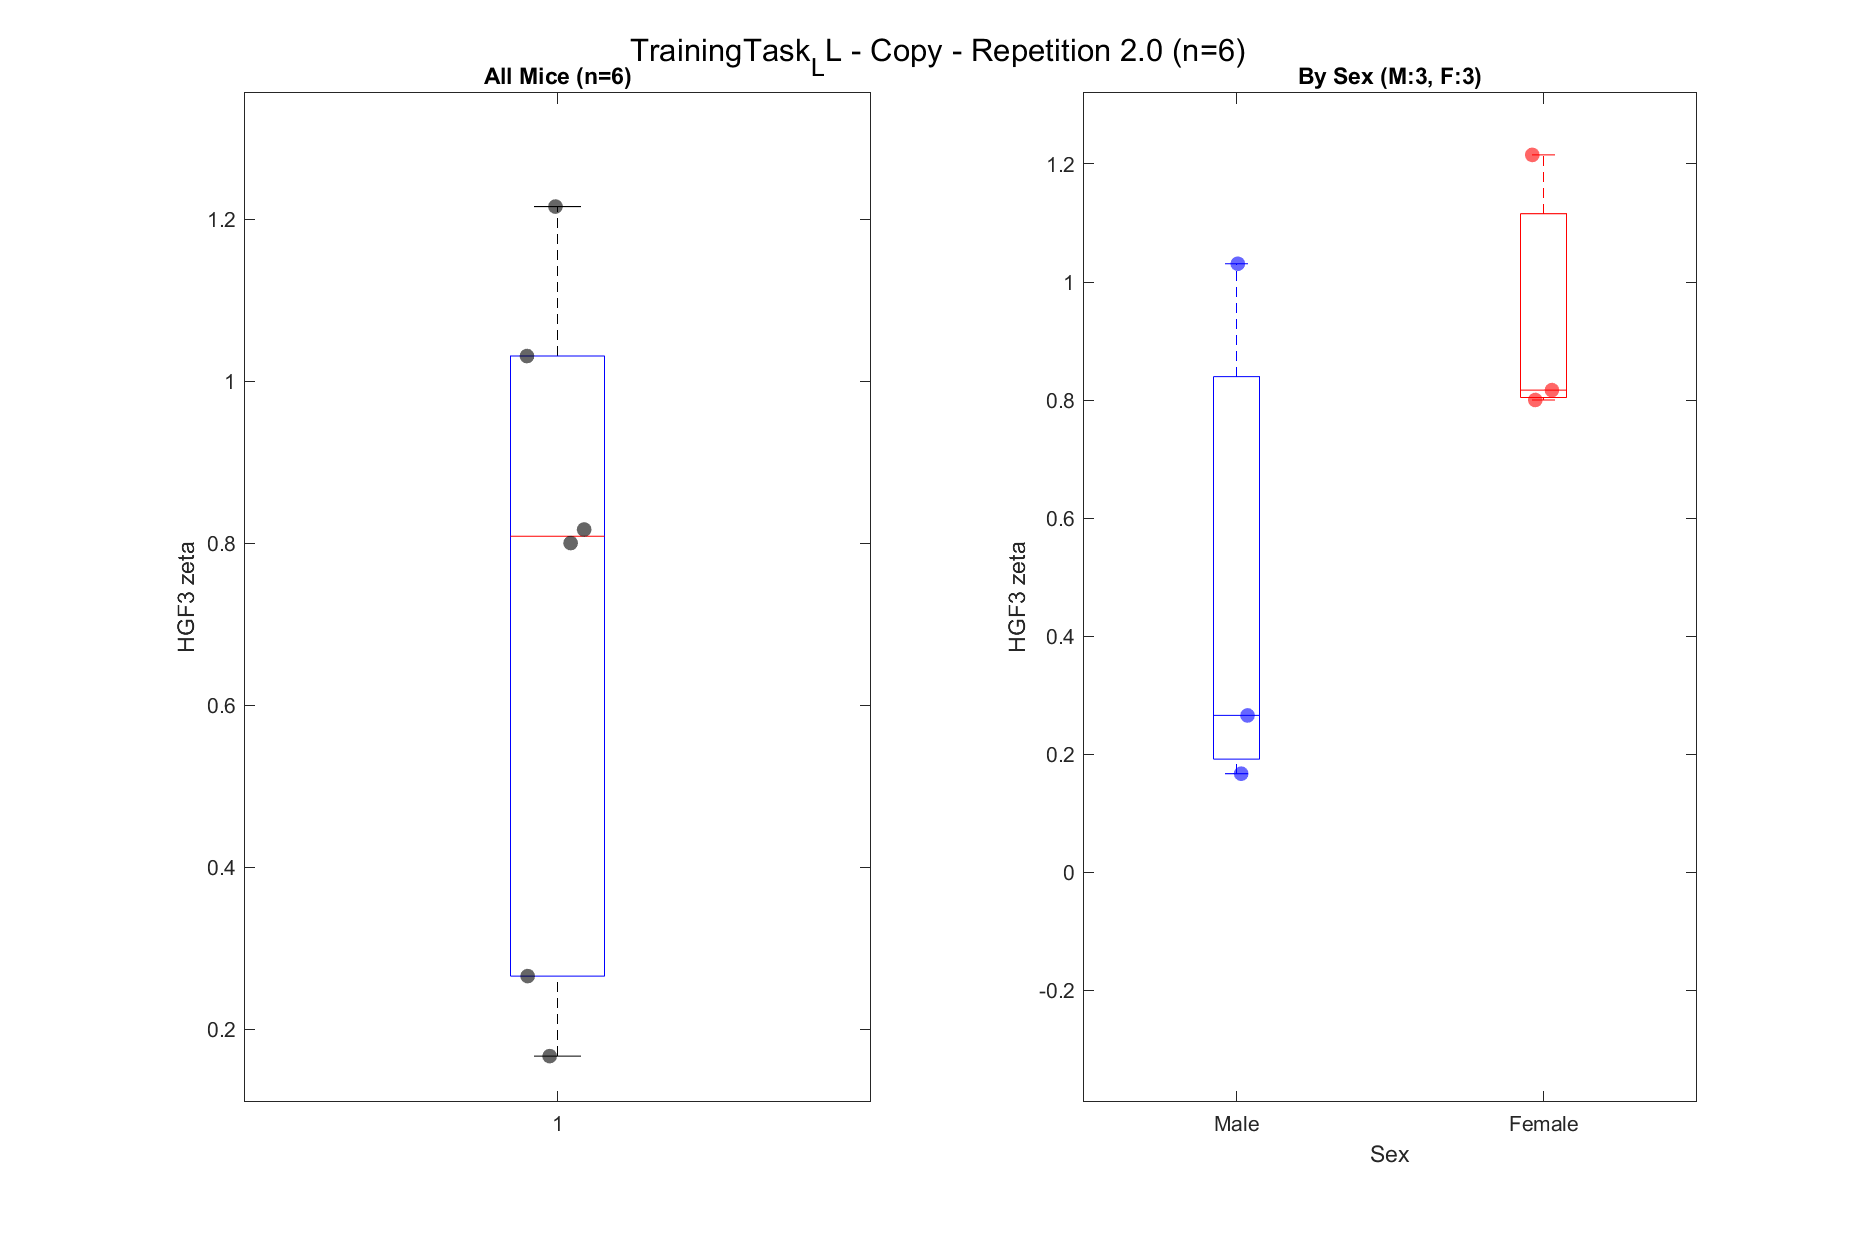 TrainingTask_LL - Copy - Repetition 2.0 (n=6)
All Mice (n=6)
HGF3 zeta
1.2
1
0.8
0.6
0.4
0.2
1
By Sex (M:3, F:3)
HGF3 zeta
1.2
1
0.8
0.6
0.4
0.2
0
-0.2
Male Female
Sex